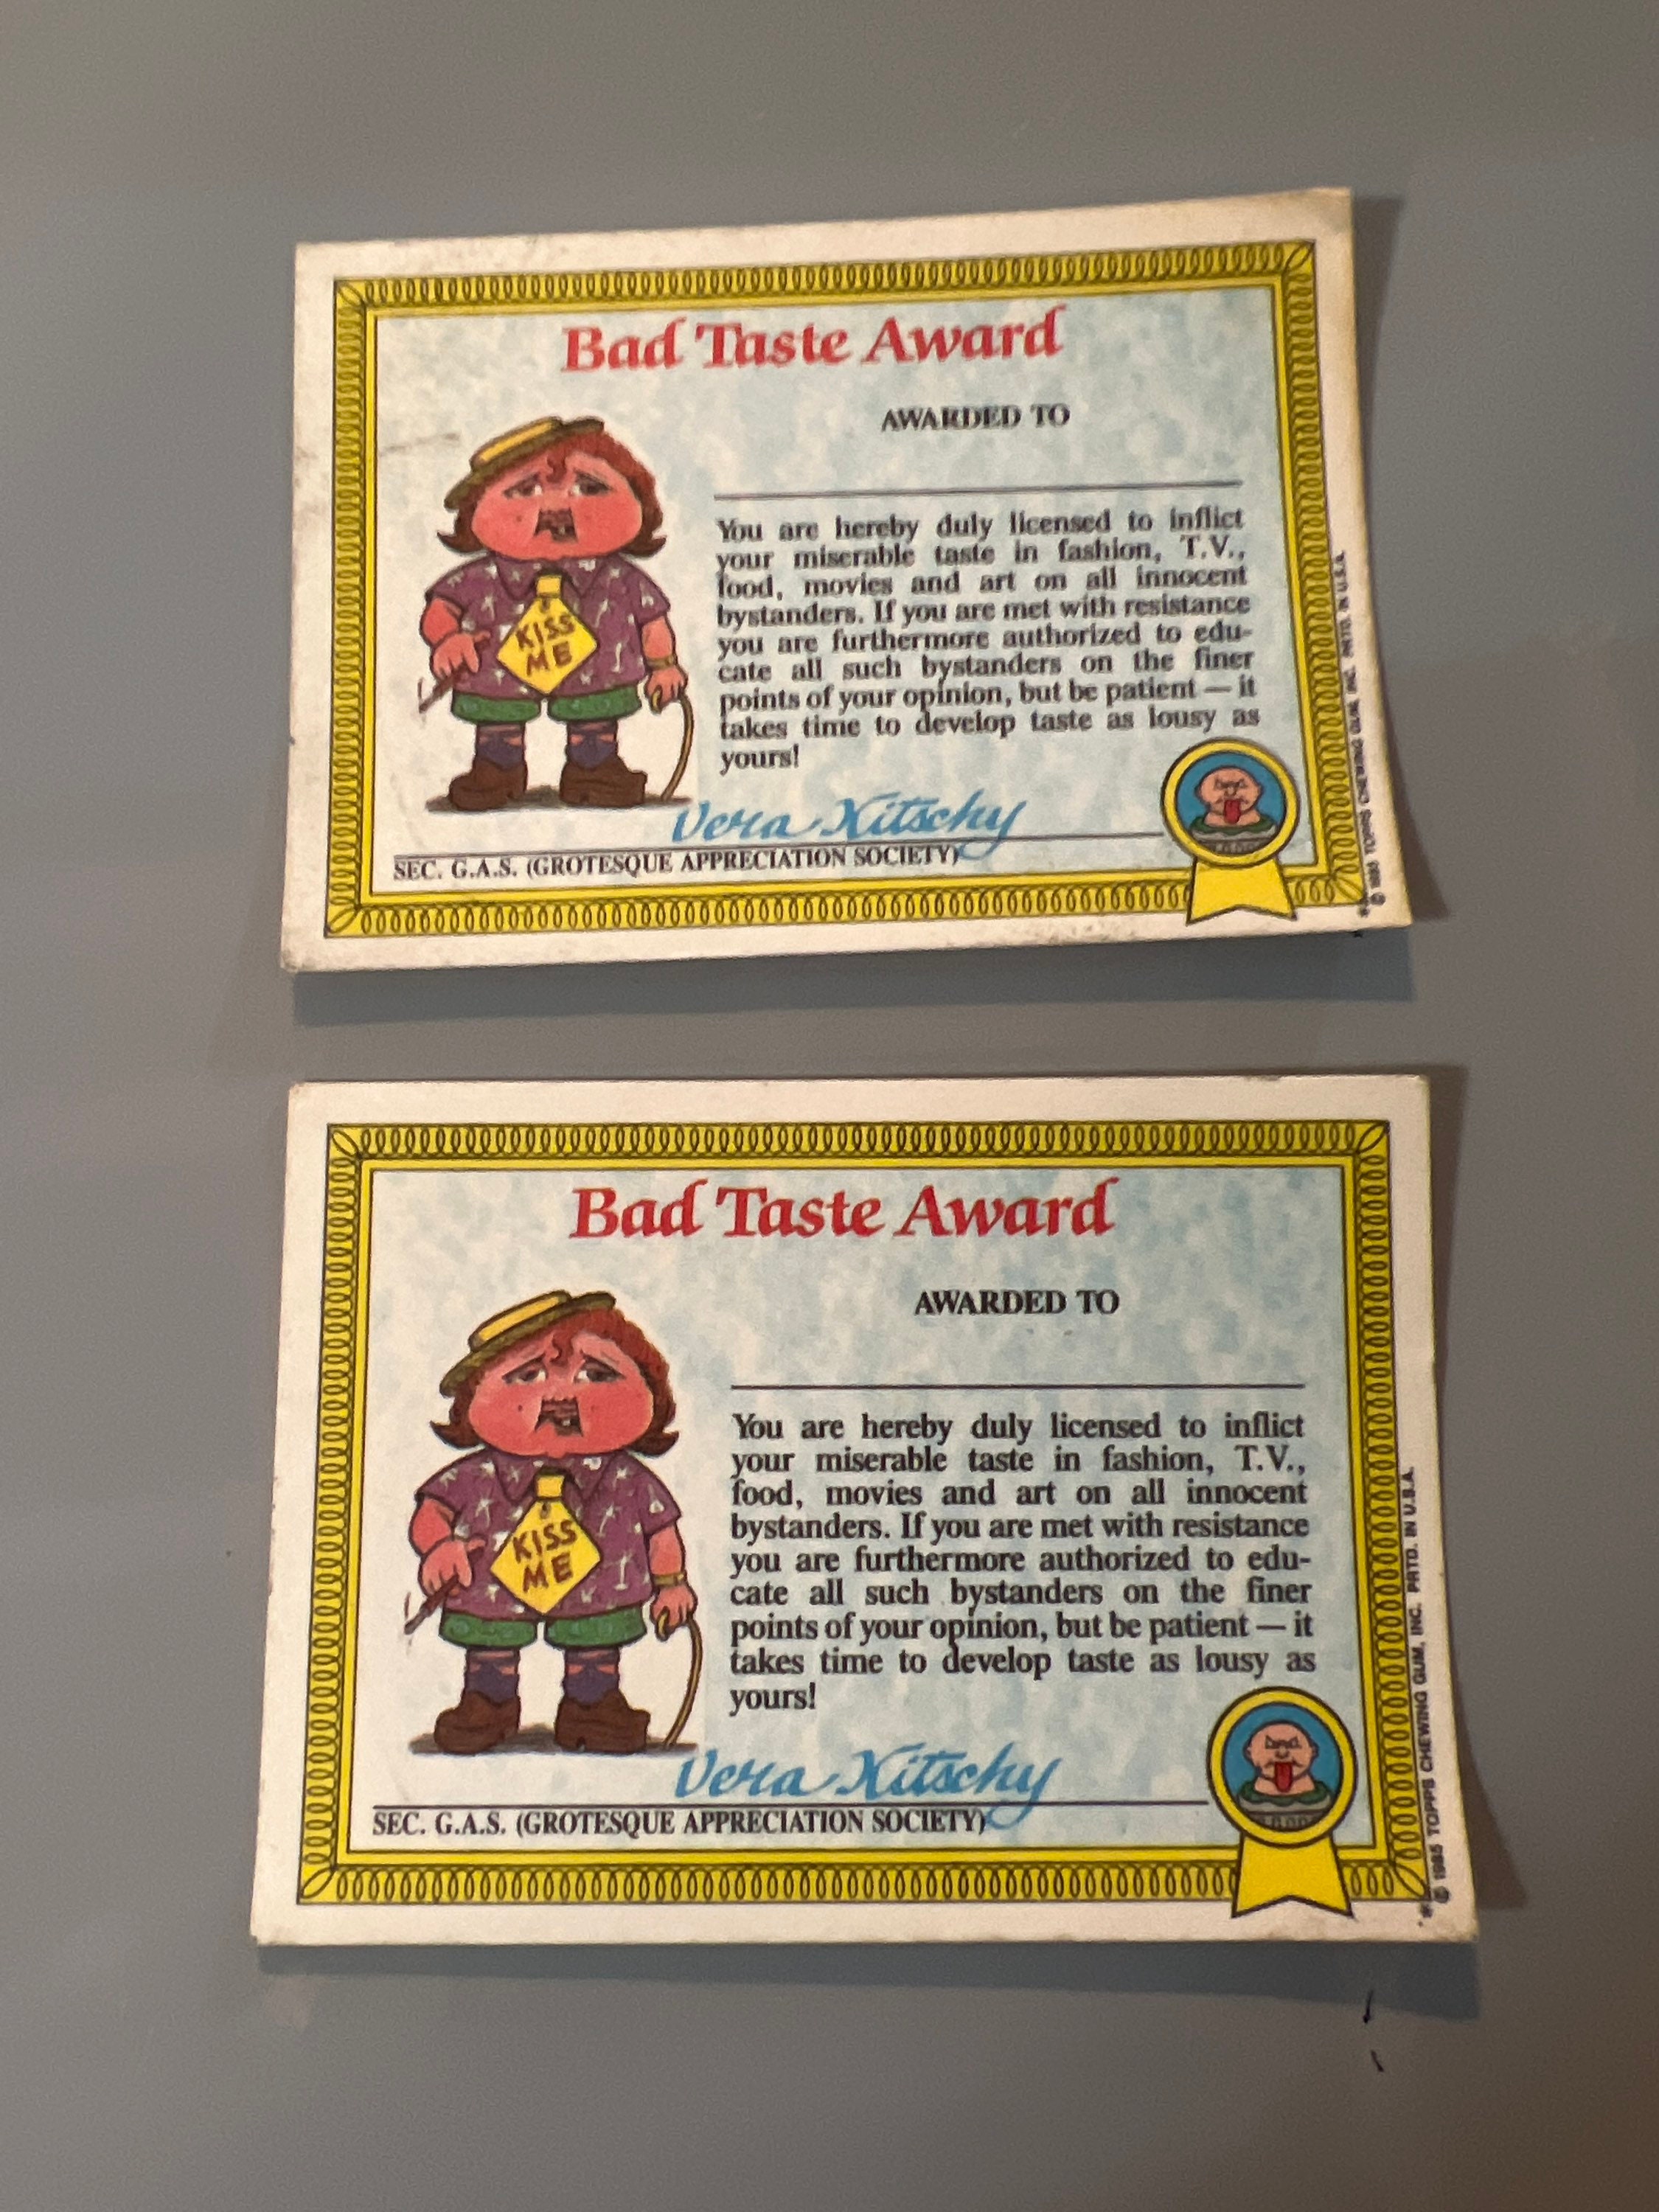 Bad Taste Award
AWARDED TO
You are hereby duly licensed to inflict
your miserable taste in fashion, T.V.,
food, movies and art on all innocent
bystanders. If you are met with resistance
you are furthermore authorized to edu-
cate all such bystanders on the finer
points of your opinion, but be patient — it
takes time to develop taste as lousy as
yours!
KISS
ME
Vera Kitschy
SEC. G.A.S. (GROTESQUE APPRECIATION SOCIETY)
© 1985 TOPPS CHEWING GUM, INC. PRTD. IN U.S.A.
Bad Taste Award
AWARDED TO
You are hereby duly licensed to inflict
your miserable taste in fashion, T.V.,
food, movies and art on all innocent
bystanders. If you are met with resistance
you are furthermore authorized to edu-
cate all such bystanders on the finer
points of your opinion, but be patient — it
takes time to develop taste as lousy as
yours!
KISS
ME
Vera Kitschy
SEC. G.A.S. (GROTESQUE APPRECIATION SOCIETY)
© 1985 TOPPS CHEWING GUM, INC. PRTD. IN U.S.A.